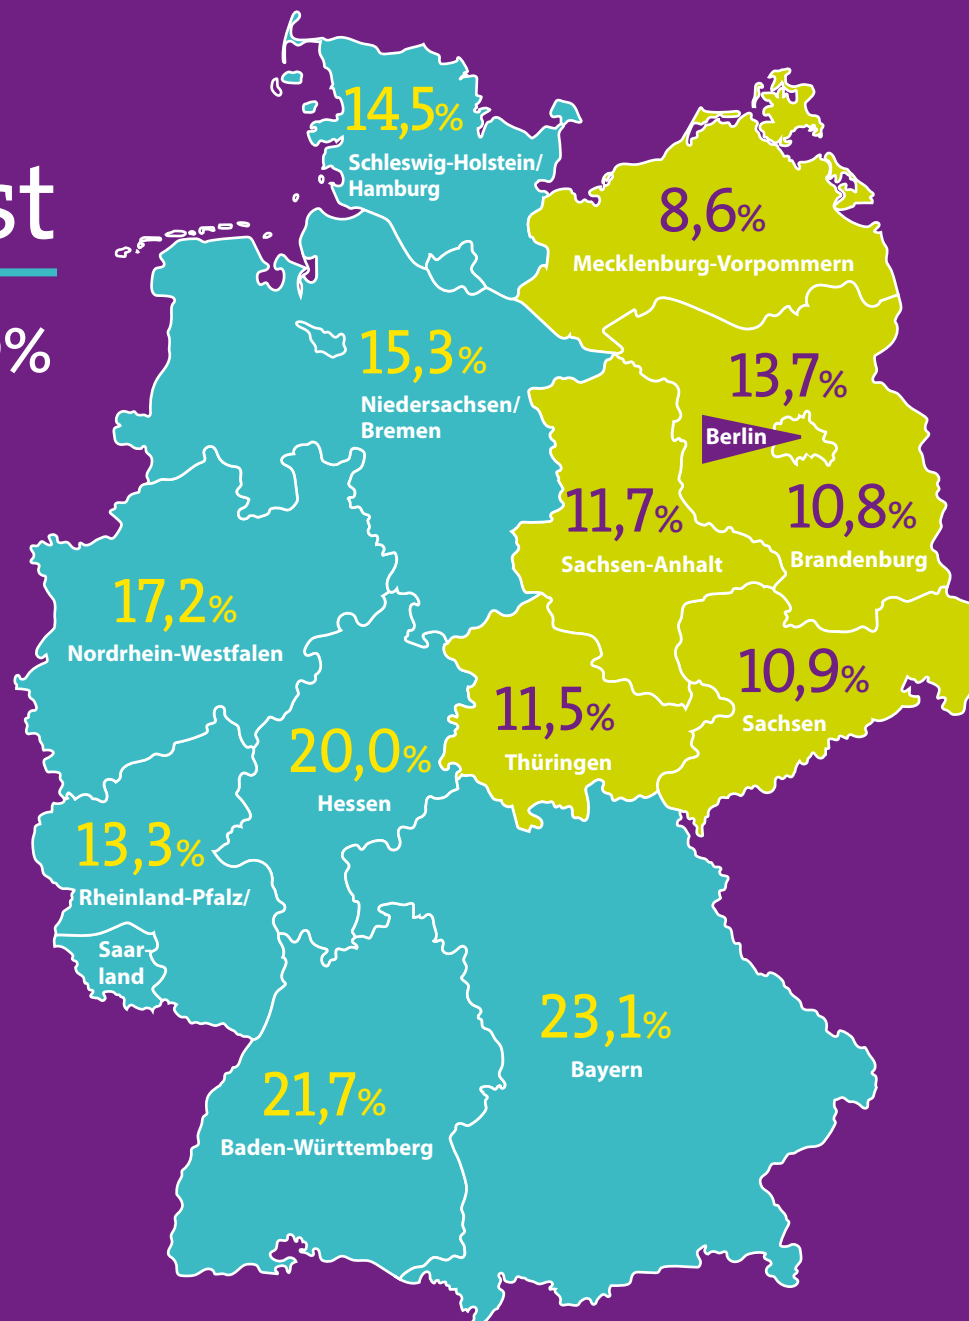 st
%
14,5%
Schleswig-Holstein/
Hamburg
8,6%
Mecklenburg-Vorpommern
15,3%
Niedersachsen/
Bremen
13,7%
Berlin
11,7%
Sachsen-Anhalt
10,8%
Brandenburg
17,2%
Nordrhein-Westfalen
10,9%
Sachsen
11,5%
Thüringen
20,0%
Hessen
13,3%
Rheinland-Pfalz/
Saar-
land
23,1%
Bayern
21,7%
Baden-Württemberg